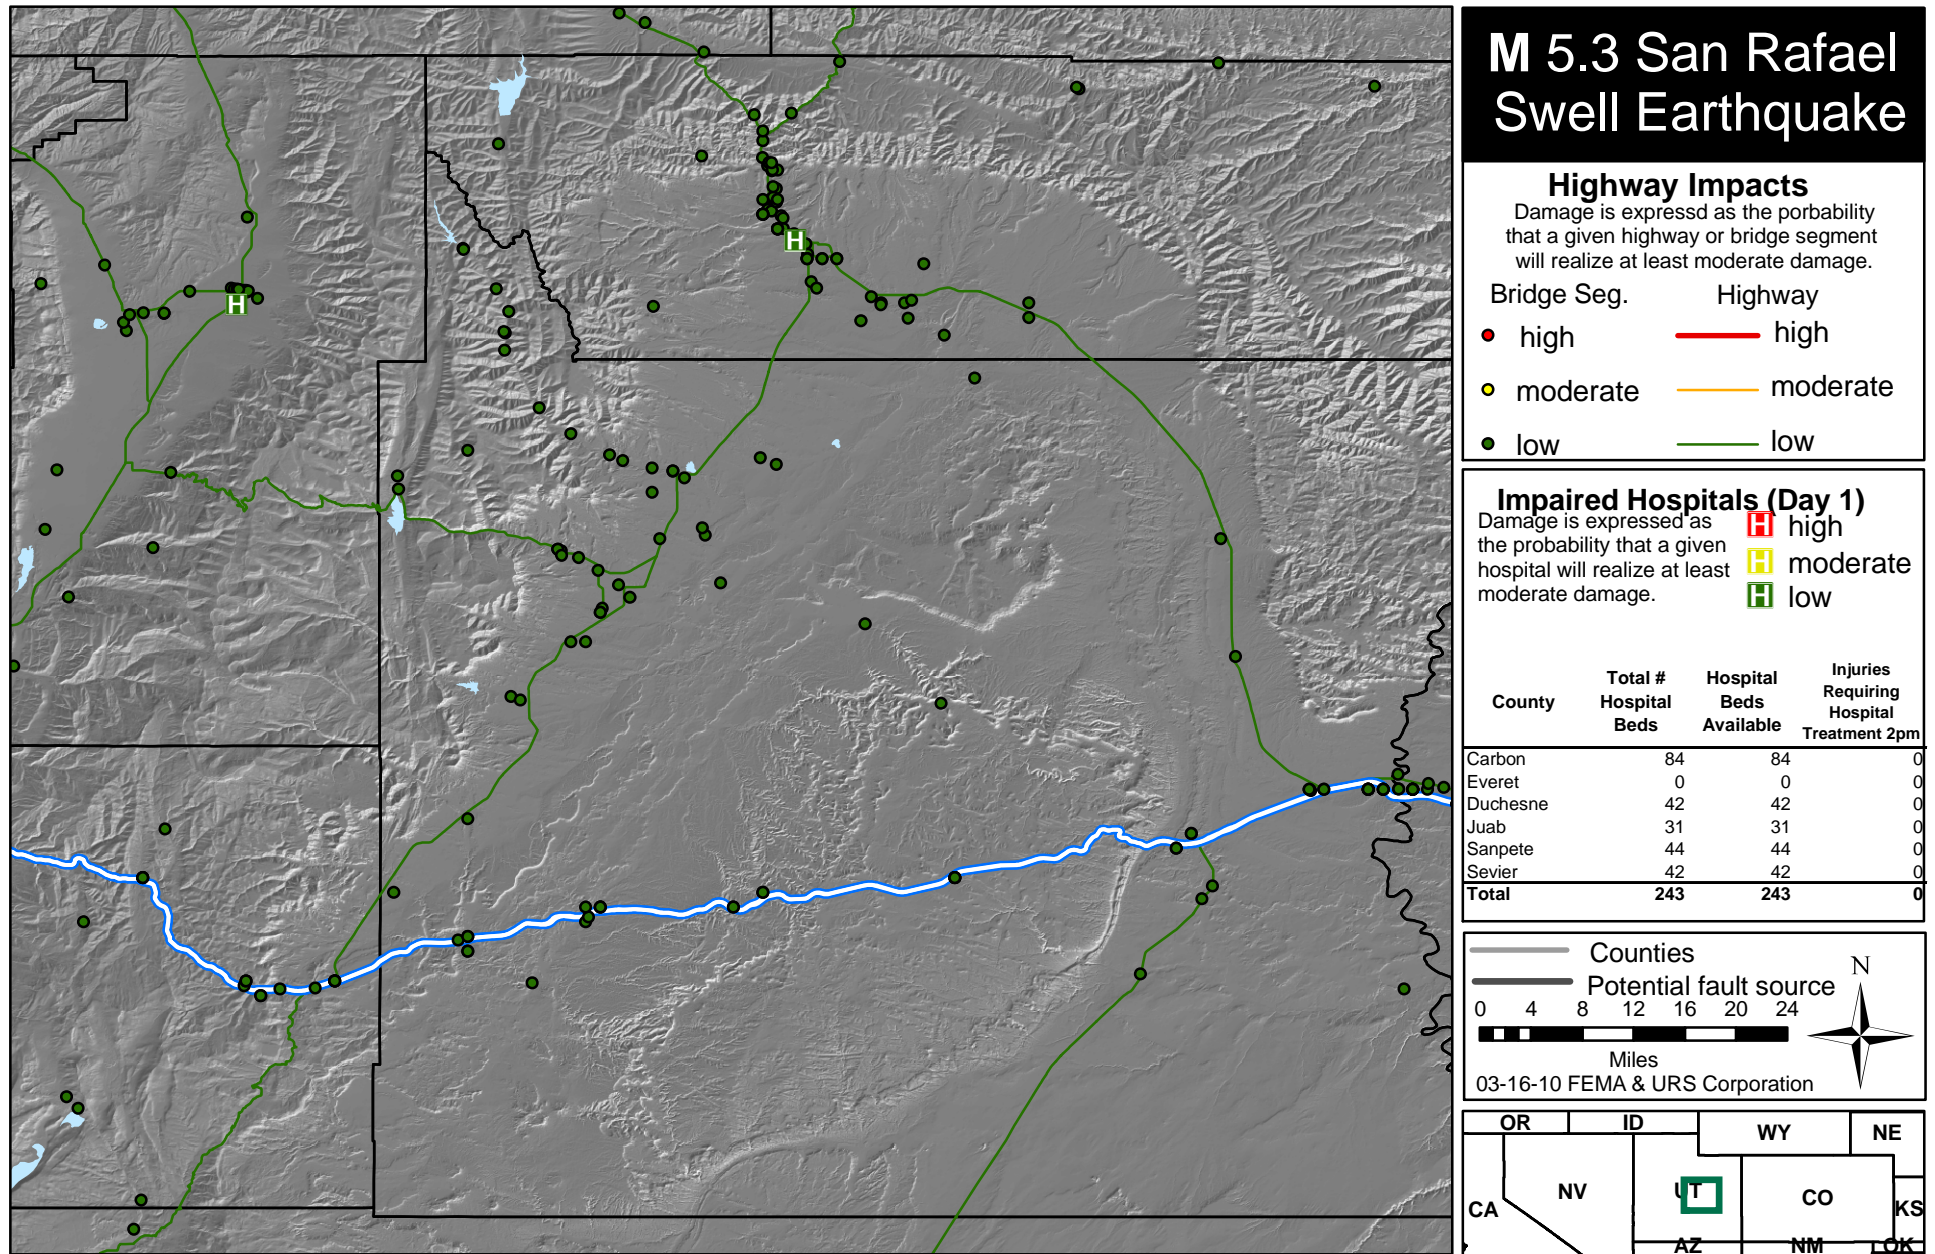 M 5.3 San Rafael
Swell Earthquake
Highway Impacts
Damage is expressd as the porbability
that a given highway or bridge segment
will realize at least moderate damage.
Bridge Seg. Highway
high high
moderate moderate
low low
Impaired Hospitals (Day 1)
Damage is expressed as
the probability that a given
hospital will realize at least
moderate damage.
H high
H moderate
H low
County Total # Hospital Beds Hospital Beds Available Injuries Requiring Hospital Treatment 2pm
Carbon 84 84 0
Everet 0 0 0
Duchesne 42 42 0
Juab 31 31 0
Sanpete 44 44 0
Sevier 42 42 0
Total 243 243 0
Counties
Potential fault source
N
0 4 8 12 16 20 24
Miles
03-16-10 FEMA & URS Corporation
OR ID WY NE
NV UT CO
CA KS
AZ NM OK
H
H